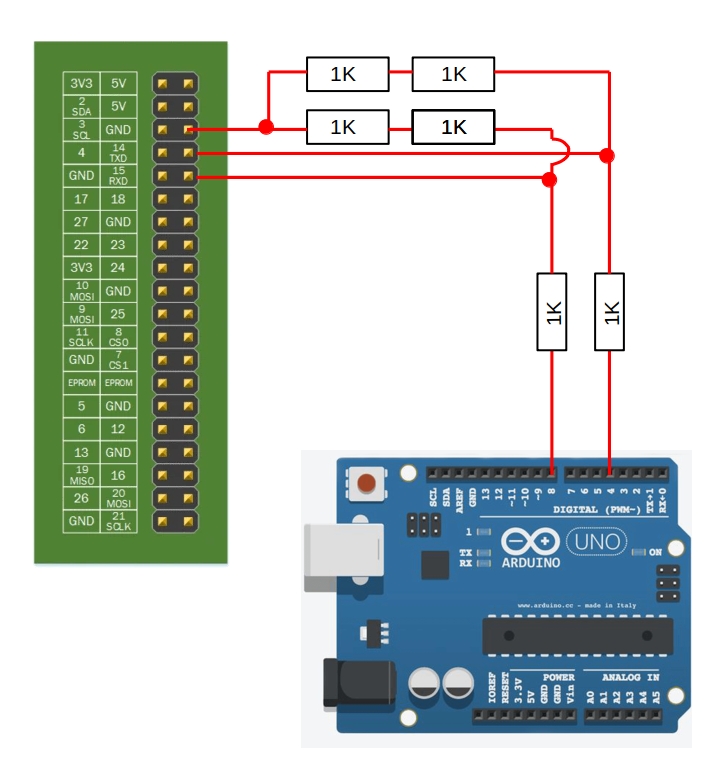 3V3 5V
2 SDA 5V
3 SCL GND
4 14 TXD
GND 15 RXD
17 18
27 GND
22 23
3V3 24
10 MOSI GND
9 MOSI 25
11 SCLK 8 CS0
GND 7 CS1
EPROM EPROM
5 GND
6 12
13 GND
19 MISO 16
26 20 MOSI
GND 21 SCLK
1K 1K
1K 1K
1K 1K
SCL SDA AREF GND 13 12 ~11 ~10 ~9 8 7 6 5 4 3 2 TX→1 RX←0
DIGITAL (PWM~)
1
TX
RX
ARDUINO
UNO
ON
www.arduino.cc - made in Italy
POWER ANALOG IN
IOREF RESET 3.3V 5V GND GND Vin A0 A1 A2 A3 A4 A5